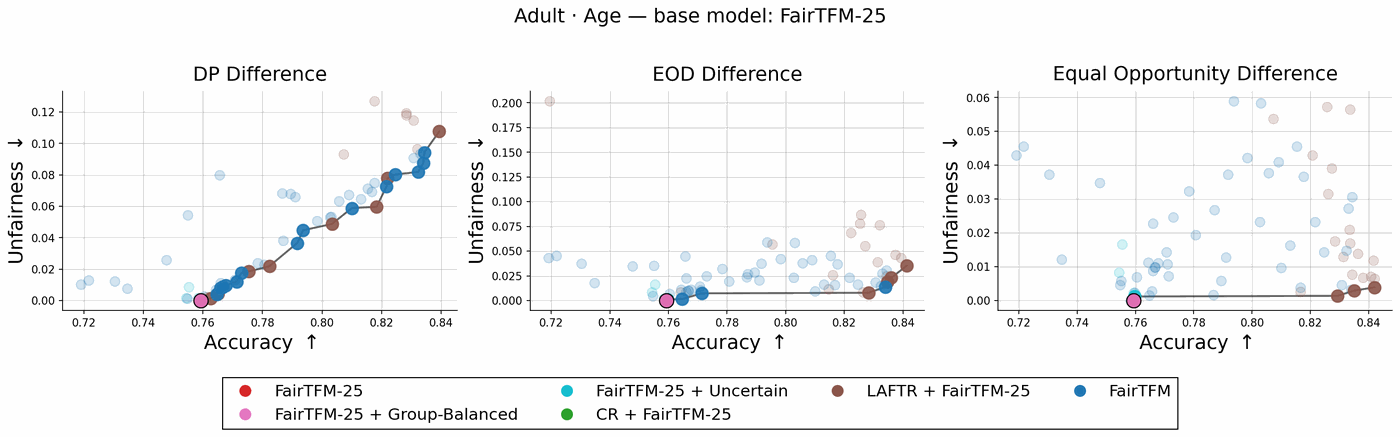 Adult · Age — base model: FairTFM-25
DP Difference
EOD Difference
Equal Opportunity Difference
Unfairness ↓
0.12
0.10
0.08
0.06
0.04
0.02
0.00
0.72 0.74 0.76 0.78 0.80 0.82 0.84
Accuracy ↑
Unfairness ↓
0.200
0.175
0.150
0.125
0.100
0.075
0.050
0.025
0.000
0.72 0.74 0.76 0.78 0.80 0.82 0.84
Accuracy ↑
Unfairness ↓
0.06
0.05
0.04
0.03
0.02
0.01
0.00
0.72 0.74 0.76 0.78 0.80 0.82 0.84
Accuracy ↑
FairTFM-25
FairTFM-25 + Uncertain
LAFTR + FairTFM-25
FairTFM
FairTFM-25 + Group-Balanced
CR + FairTFM-25